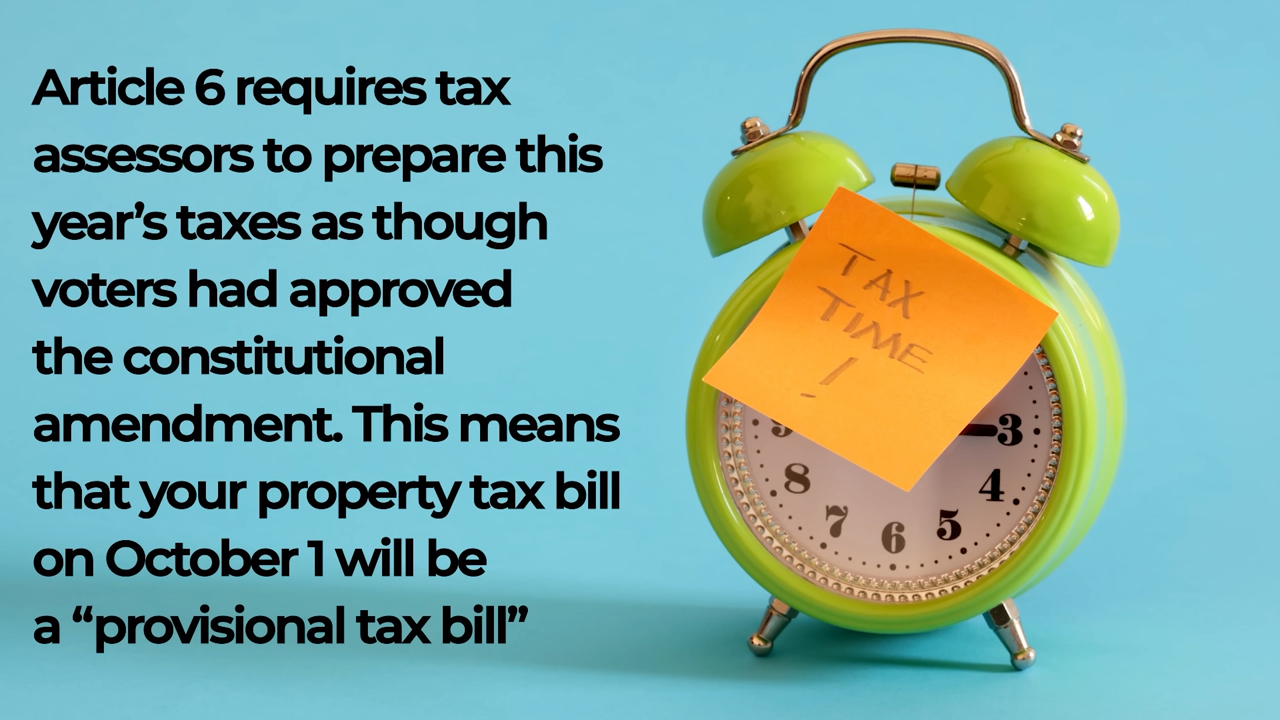 Article 6 requires tax
assessors to prepare this
year’s taxes as though
voters had approved
the constitutional
amendment. This means
that your property tax bill
on October 1 will be
a “provisional tax bill”
TAX
TIME
!
3
4
5
6
7
8